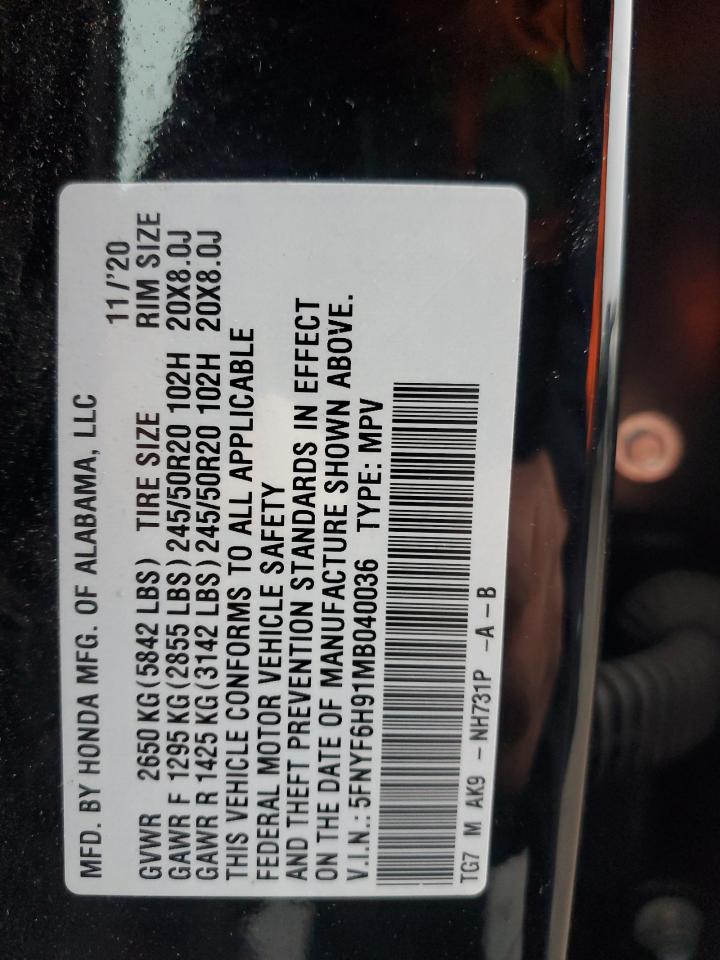 MFD. BY HONDA MFG. OF ALABAMA, LLC
11/'20
GVWR 2650 KG (5842 LBS) TIRE SIZE RIM SIZE
GAWR F 1295 KG (2855 LBS) 245/50R20 102H 20X8.0J
GAWR R 1425 KG (3142 LBS) 245/50R20 102H 20X8.0J
THIS VEHICLE CONFORMS TO ALL APPLICABLE
FEDERAL MOTOR VEHICLE SAFETY
AND THEFT PREVENTION STANDARDS IN EFFECT
ON THE DATE OF MANUFACTURE SHOWN ABOVE.
V.I.N.: 5FNYF6H91MB040036 TYPE: MPV
TG7 M AK9 – NH731P –A –B